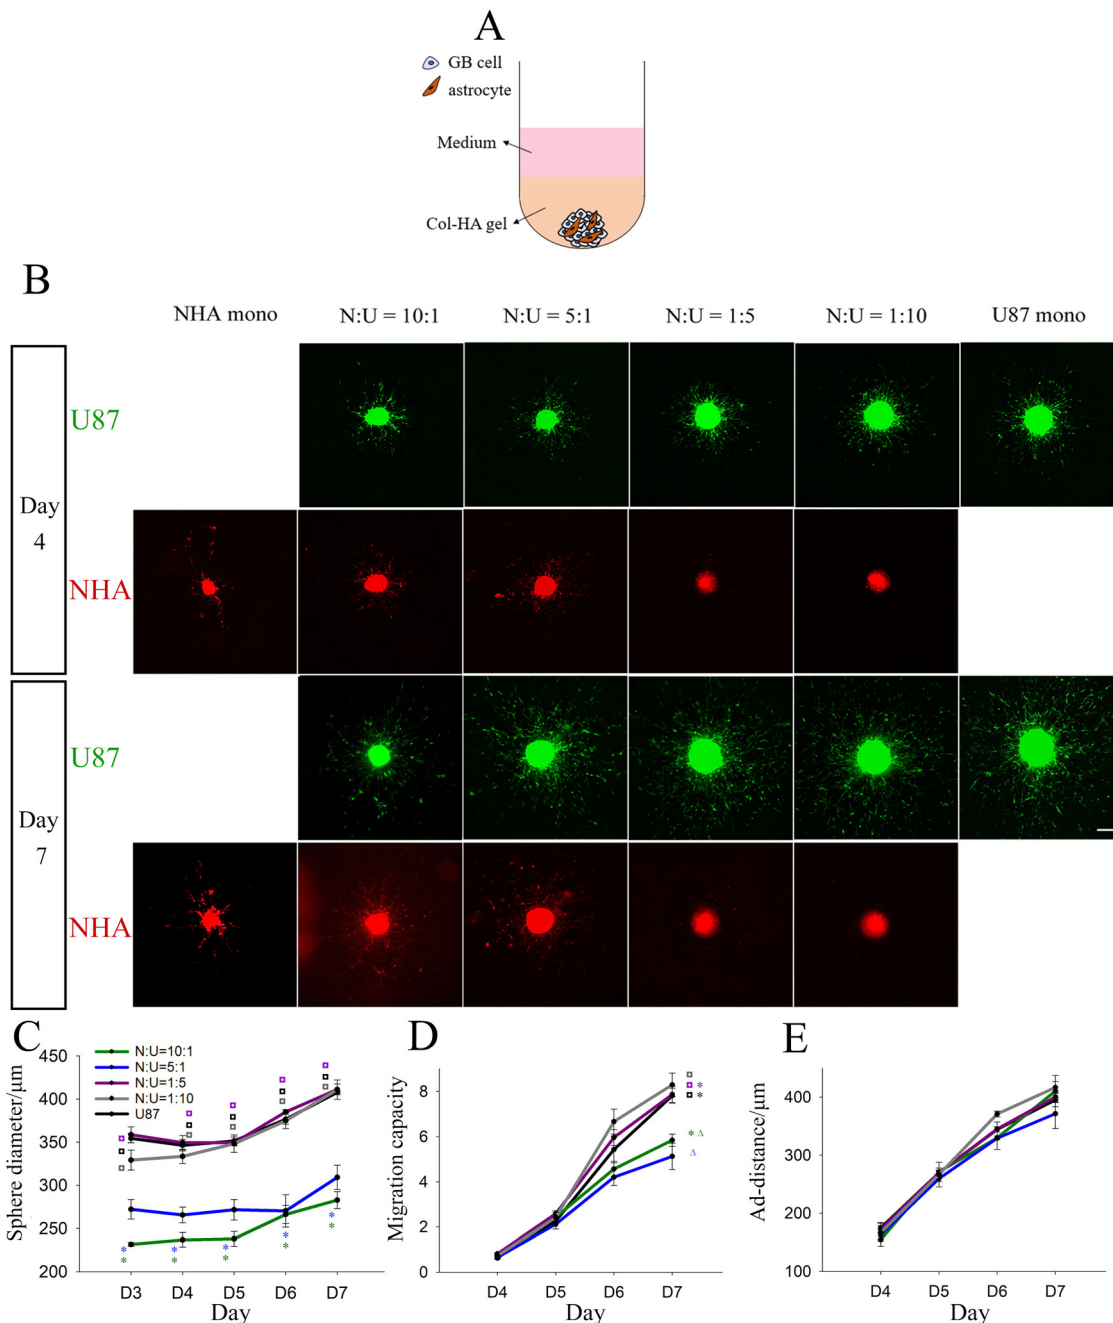 A
GB cell
astrocyte
Medium
Col-HA gel
B
NHA mono
N:U = 10:1
N:U = 5:1
N:U = 1:5
N:U = 1:10
U87 mono
Day
4
U87
NHA
Day
7
U87
NHA
C
Sphere diameter/μm
450
400
350
300
250
200
N:U=10:1
N:U=5:1
N:U=1:5
N:U=1:10
U87
D3
D4
D5
D6
D7
Day
D
Migration capacity
8
6
4
2
0
* 
* 
* Δ
Δ
D4
D5
D6
D7
Day
E
Ad-distance/μm
400
300
200
100
D4
D5
D6
D7
Day